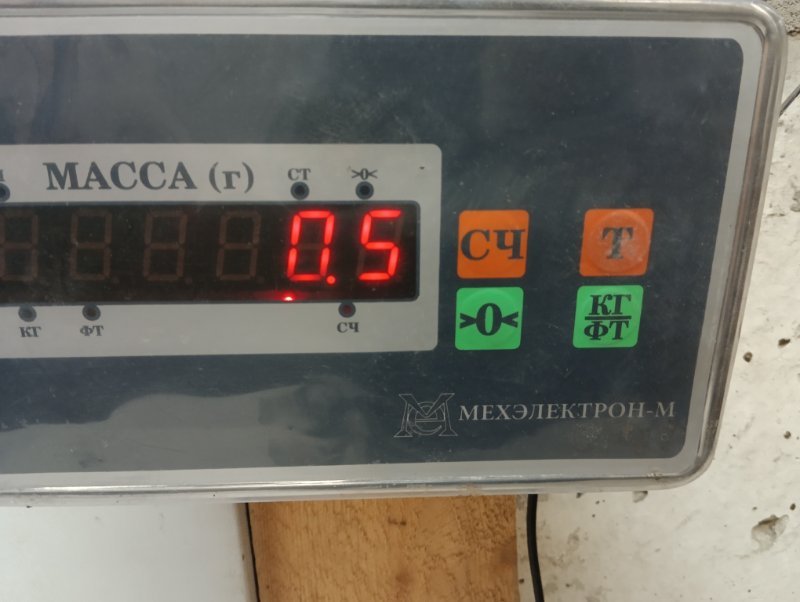 МАССА (г) СТ >0<
0.5
КГ ФТ СЧ
СЧ Т
>0< КГ/ФТ
МЕХЭЛЕКТРОН-М